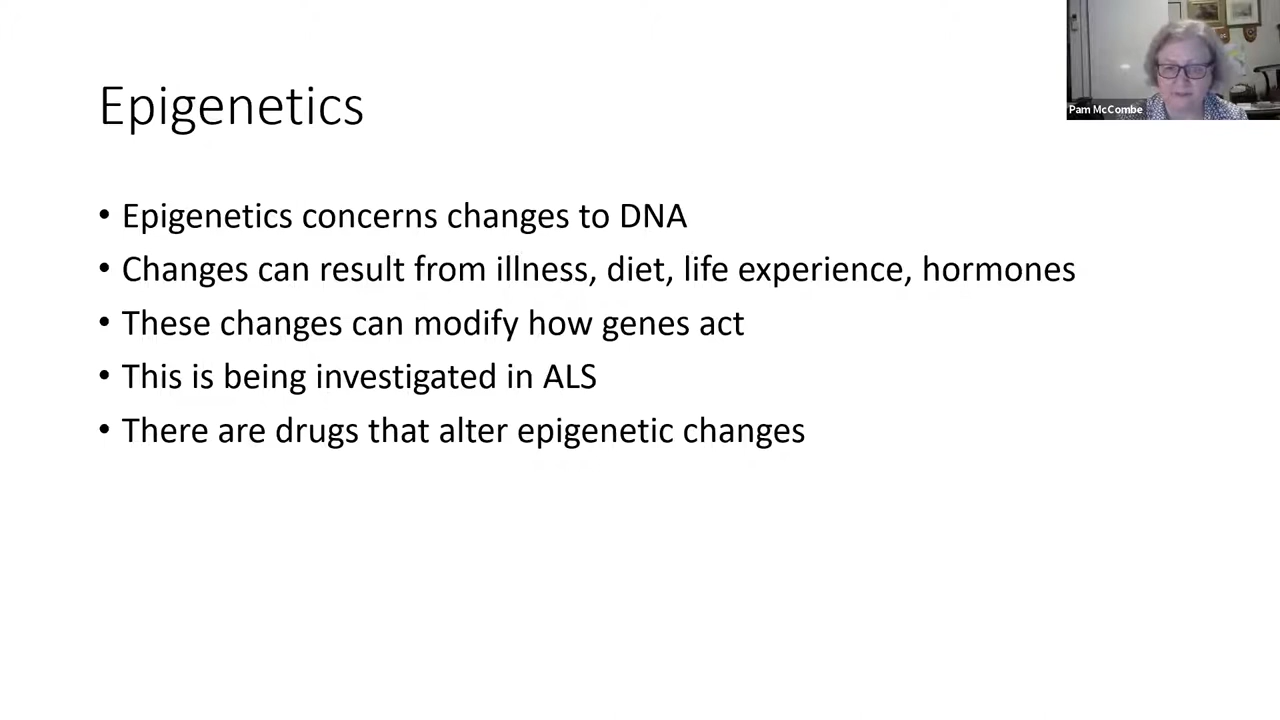 Epigenetics
Pam McCombe
• Epigenetics concerns changes to DNA
• Changes can result from illness, diet, life experience, hormones
• These changes can modify how genes act
• This is being investigated in ALS
• There are drugs that alter epigenetic changes